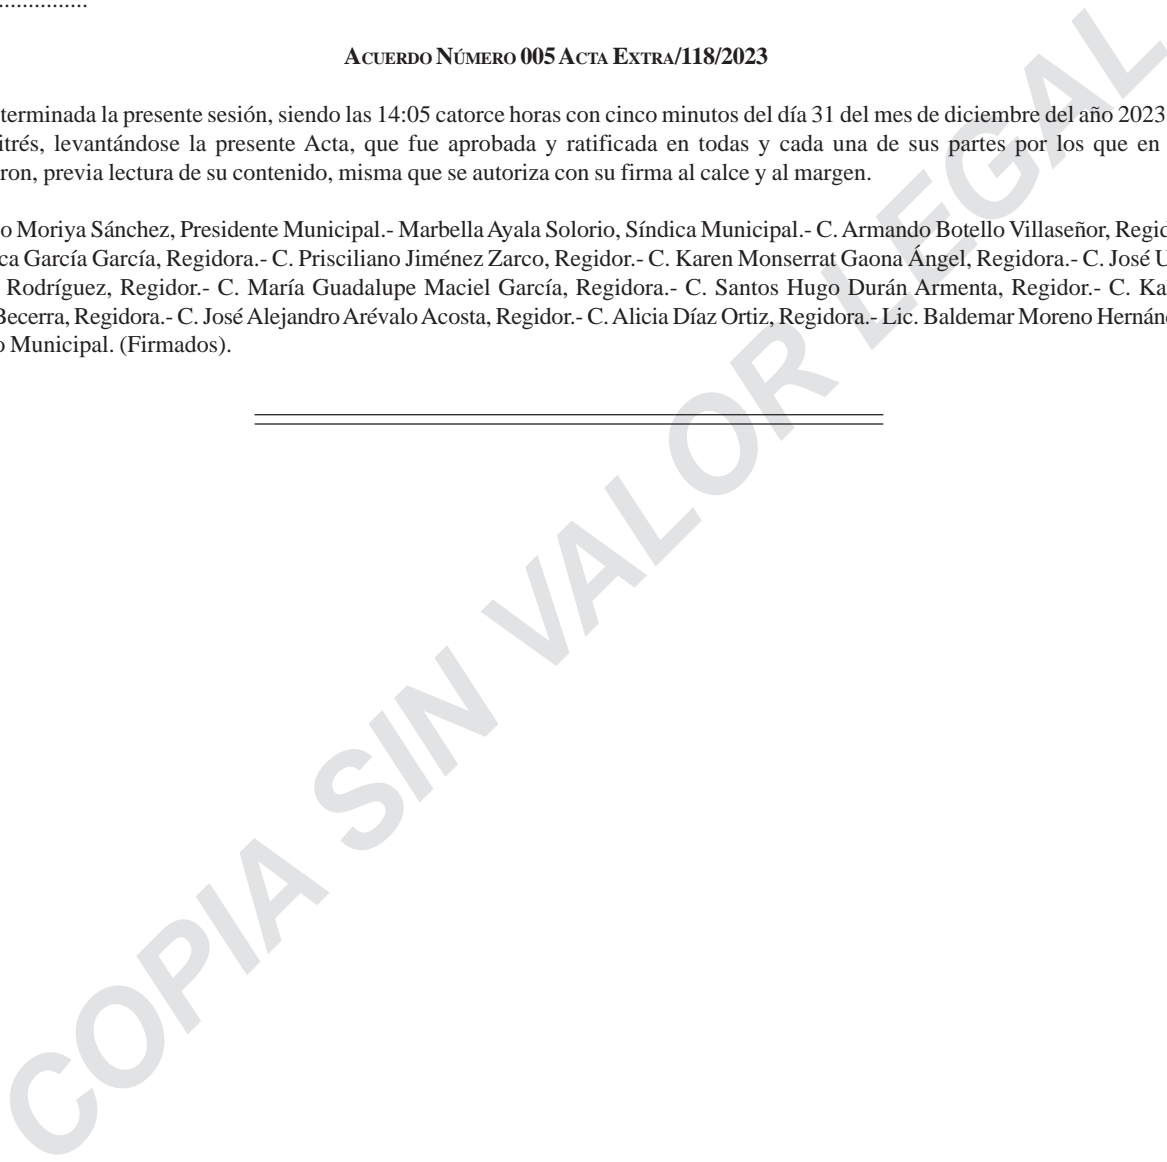 ...............
ACUERDO NÚMERO 005 ACTA EXTRA/118/2023
terminada la presente sesión, siendo las 14:05 catorce horas con cinco minutos del día 31 del mes de diciembre del año 2023
itrés, levantándose la presente Acta, que fue aprobada y ratificada en todas y cada una de sus partes por los que en
ron, previa lectura de su contenido, misma que se autoriza con su firma al calce y al margen.
o Moriya Sánchez, Presidente Municipal.- Marbella Ayala Solorio, Síndica Municipal.- C. Armando Botello Villaseñor, Regid
ca García García, Regidora.- C. Prisciliano Jiménez Zarco, Regidor.- C. Karen Monserrat Gaona Ángel, Regidora.- C. José U
Rodríguez, Regidor.- C. María Guadalupe Maciel García, Regidora.- C. Santos Hugo Durán Armenta, Regidor.- C. Ka
Becerra, Regidora.- C. José Alejandro Arévalo Acosta, Regidor.- C. Alicia Díaz Ortiz, Regidora.- Lic. Baldemar Moreno Hernánd
o Municipal. (Firmados).
COPIA SIN VALOR LEGAL